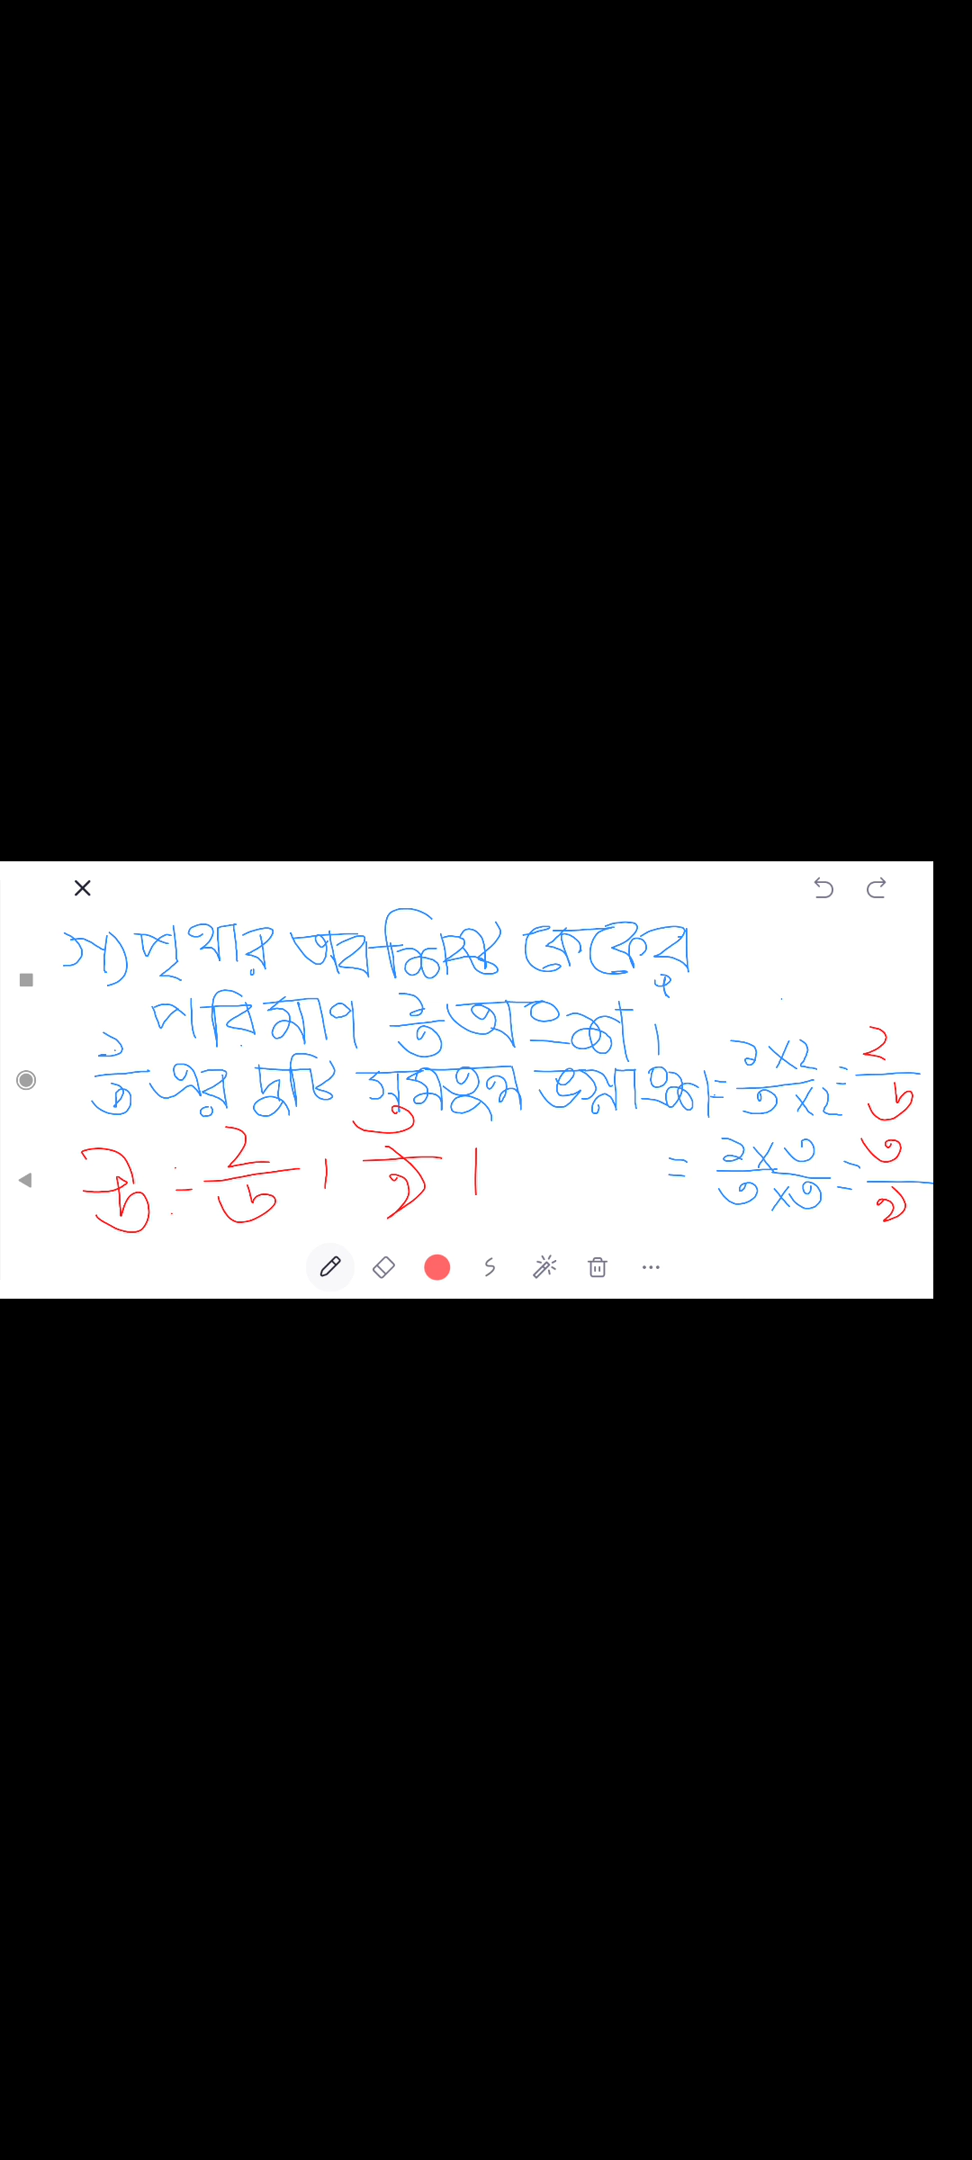 গ) পৃথার অবশিষ্ট কেকের
পরিমাণ ১/৩ অংশ।
১/৩ এর দুটি সমতুল ভগ্নাংশ = ১×২/৩×২ = ২/৬
= ১×৩/৩×৩ = ৩/৯
উঃ = ২/৬, ৩/৯ ।